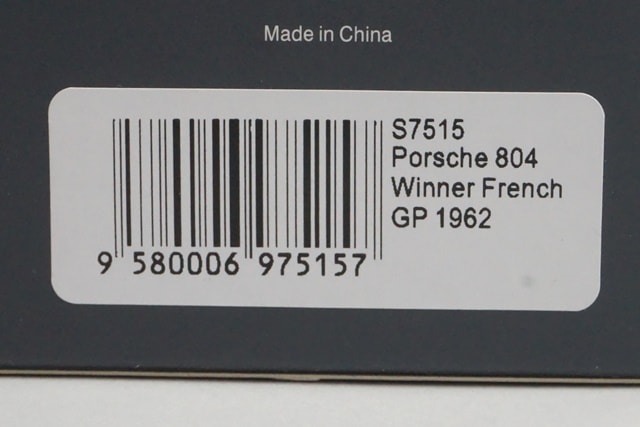 Made in China
S7515
Porsche 804
Winner French
GP 1962
9 580006 975157